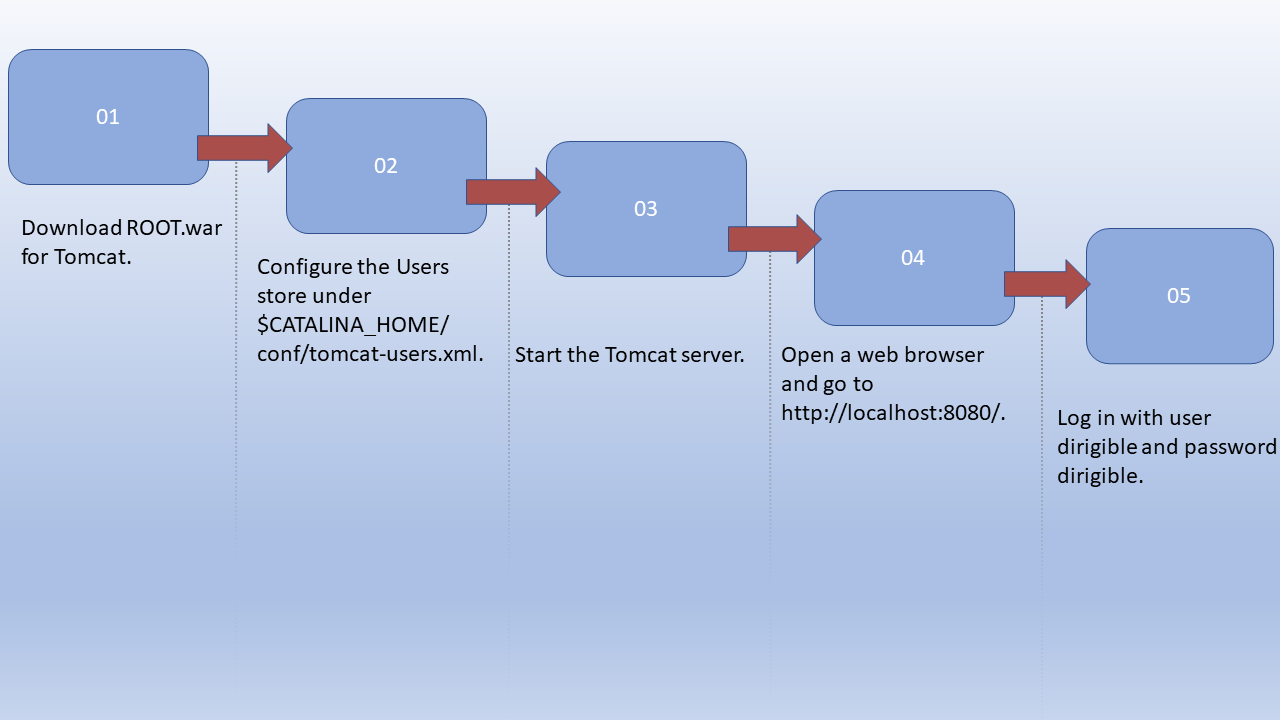 01
Download ROOT.war
for Tomcat.
02
Configure the Users
store under
$CATALINA_HOME/
conf/tomcat-users.xml.
03
Start the Tomcat server.
04
Open a web browser
and go to
http://localhost:8080/.
05
Log in with user
dirigible and password
dirigible.